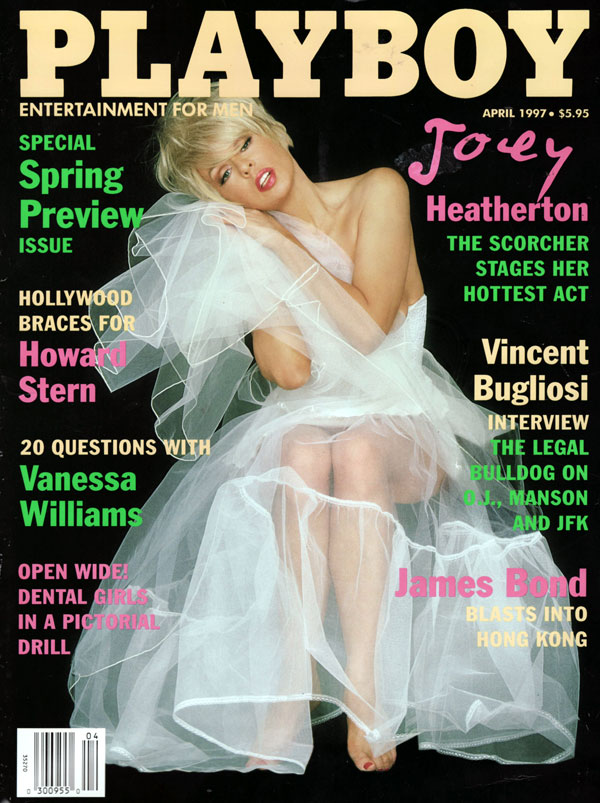 PLAYBOY
ENTERTAINMENT FOR MEN
APRIL 1997 • $5.95
SPECIAL
Spring
Preview
ISSUE
Joey
Heatherton
THE SCORCHER
STAGES HER
HOTTEST ACT
HOLLYWOOD
BRACES FOR
Howard
Stern
Vincent
Bugliosi
INTERVIEW
THE LEGAL
BULLDOG ON
O.J., MANSON
AND JFK
20 QUESTIONS WITH
Vanessa
Williams
OPEN WIDE!
DENTAL GIRLS
IN A PICTORIAL
DRILL
James Bond
BLASTS INTO
HONG KONG
04
35270
0 300955 0